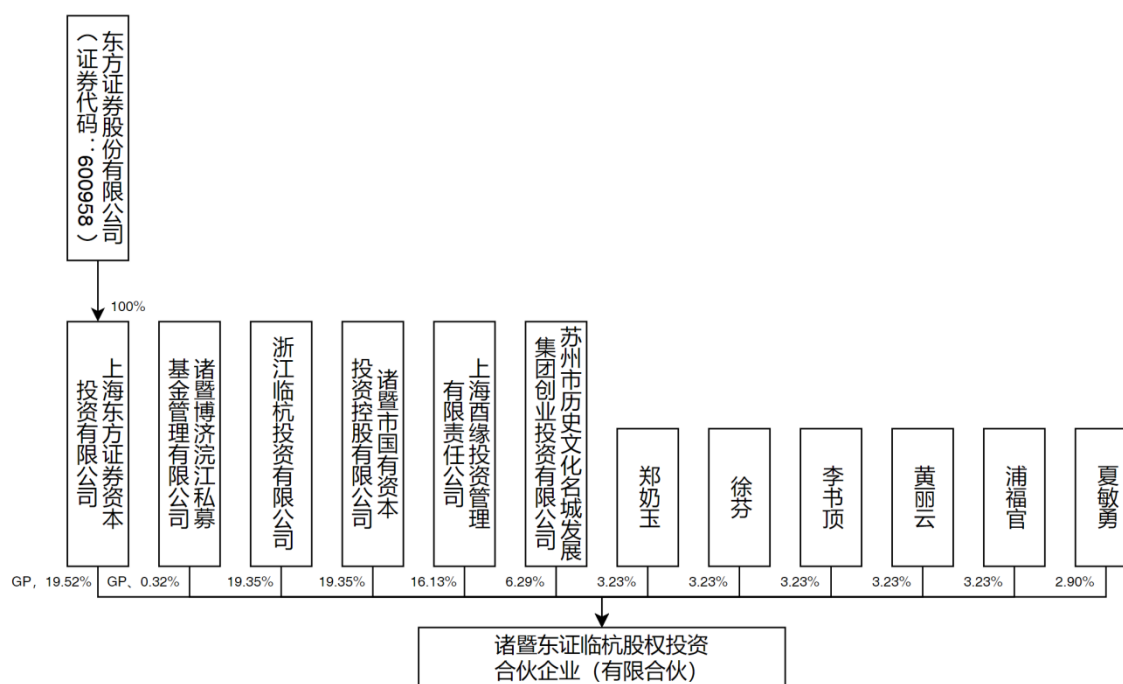 东方证券股份有限公司
（证券代码：600958）
100%
上海东方证券资本
投资有限公司
诸暨博济浣江私募
基金管理有限公司
浙江临杭投资有限公司
诸暨市国有资本
投资控股有限公司
上海酉缘投资管理
有限责任公司
苏州市历史文化名城发展
集团创业投资有限公司
郑奶玉
徐芬
李书顶
黄丽云
浦福官
夏敏勇
GP，19.52%
GP、0.32%
19.35%
19.35%
16.13%
6.29%
3.23%
3.23%
3.23%
3.23%
3.23%
2.90%
诸暨东证临杭股权投资
合伙企业（有限合伙）